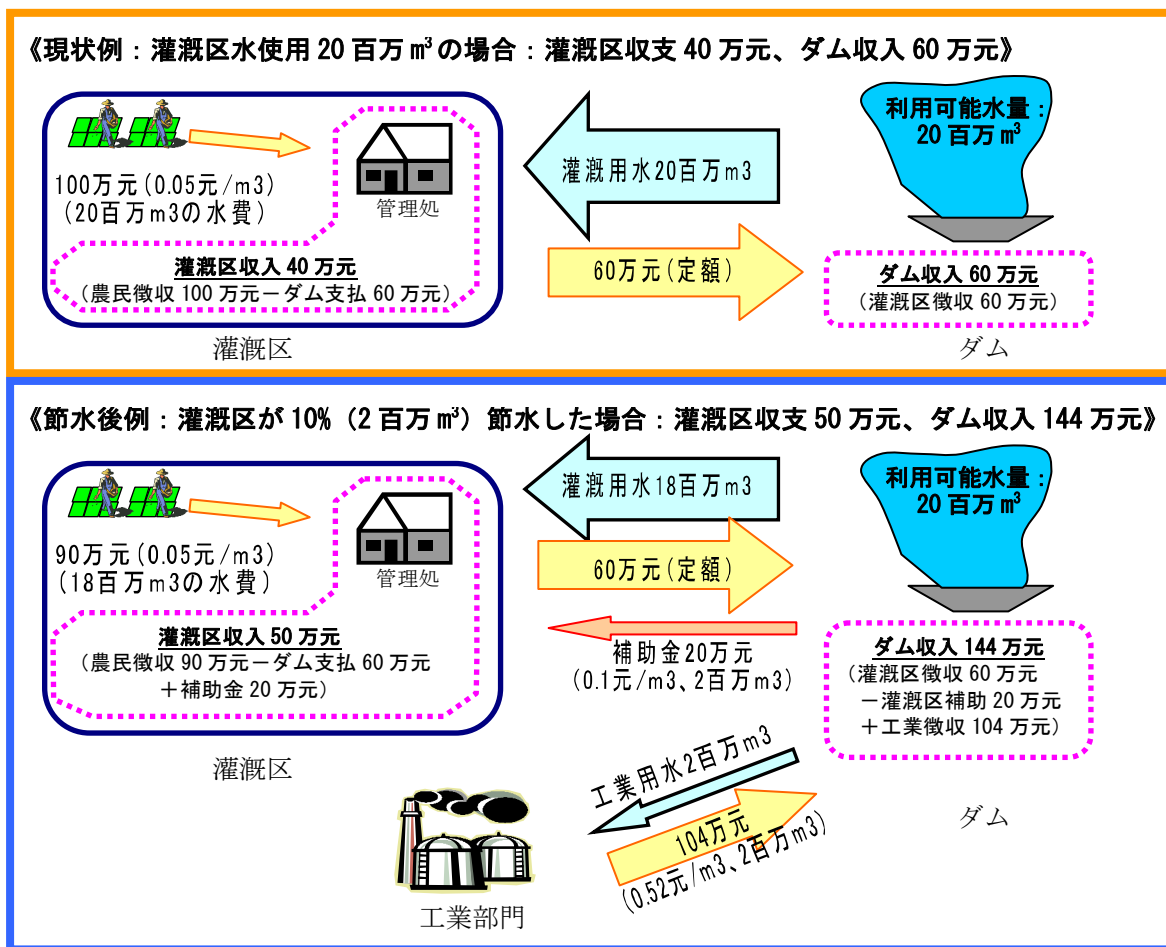 《現状例：灌漑区水使用 20 百万㎥の場合：灌漑区収支 40 万元、ダム収入 60 万元》
利用可能水量：
20 百万㎥
灌漑用水20百万m3
100万元(0.05元/m3)
(20百万m3の水費)
管理処
60万元(定額)
灌漑区収入 40 万元
（農民徴収 100 万元－ダム支払 60 万元）
ダム収入 60 万元
（灌漑区徴収 60 万元）
灌漑区
ダム
《節水後例：灌漑区が 10%（2 百万㎥）節水した場合：灌漑区収支 50 万元、ダム収入 144 万元》
利用可能水量：
20 百万㎥
灌漑用水18百万m3
90万元(0.05元/m3)
(18百万m3の水費)
管理処
60万元(定額)
灌漑区収入 50 万元
（農民徴収 90 万元－ダム支払 60 万元
＋補助金 20 万元）
補助金20万元
(0.1元/m3、2百万m3)
ダム収入 144 万元
（灌漑区徴収 60 万元
－灌漑区補助 20 万元
＋工業徴収 104 万元）
灌漑区
工業用水2百万m3
104万元
(0.52元/m3、2百万m3)
ダム
工業部門